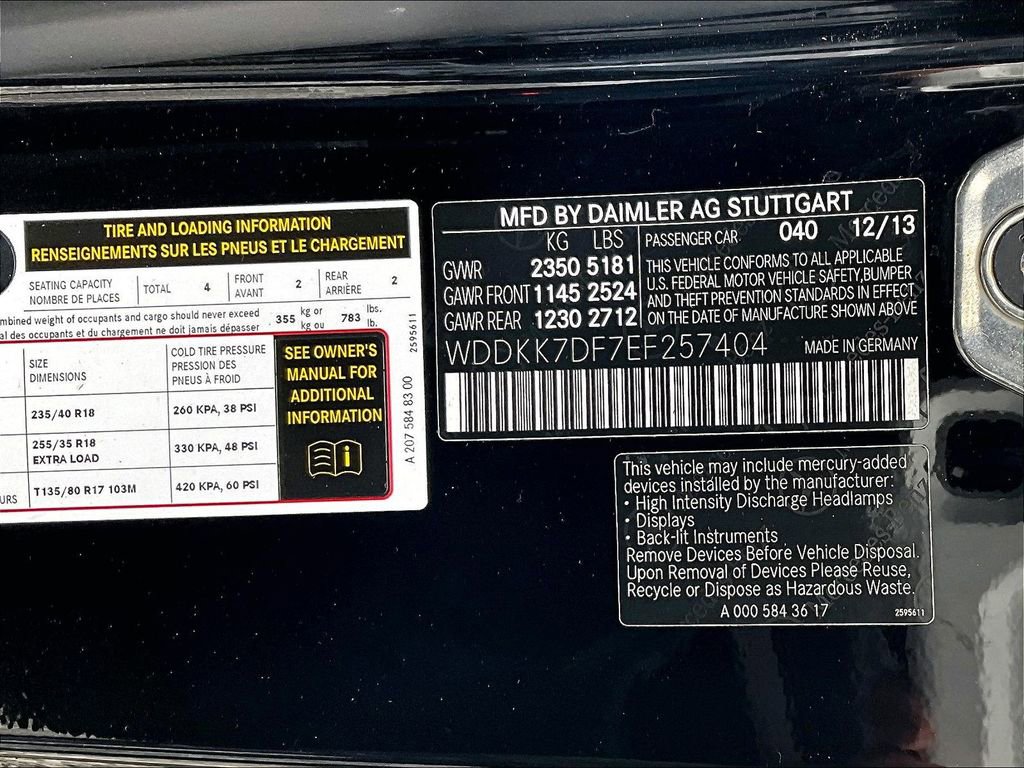 TIRE AND LOADING INFORMATION
RENSEIGNEMENTS SUR LES PNEUS ET LE CHARGEMENT
SEATING CAPACITY
NOMBRE DE PLACES
TOTAL 4
FRONT
AVANT
2
REAR
ARRIÈRE
2
combined weight of occupants and cargo should never exceed
al des occupants et du chargement ne doit jamais dépasser
355 kg or
kg ou
783 lbs.
lb.
SIZE
DIMENSIONS
COLD TIRE PRESSURE
PRESSION DES
PNEUS À FROID
235/40 R18
260 KPA, 38 PSI
255/35 R18
EXTRA LOAD
330 KPA, 48 PSI
OURS
T135/80 R17 103M
420 KPA, 60 PSI
SEE OWNER'S
MANUAL FOR
ADDITIONAL
INFORMATION
2595611
A 207 584 83 00
MFD BY DAIMLER AG STUTTGART
KG LBS
GWR 2350 5181
GAWR FRONT 1145 2524
GAWR REAR 1230 2712
PASSENGER CAR 040 12/13
THIS VEHICLE CONFORMS TO ALL APPLICABLE
U.S. FEDERAL MOTOR VEHICLE SAFETY,BUMPER
AND THEFT PREVENTION STANDARDS IN EFFECT
ON THE DATE OF MANUFACTURE SHOWN ABOVE
WDDKK7DF7EF257404 MADE IN GERMANY
This vehicle may include mercury-added
devices installed by the manufacturer:
· High Intensity Discharge Headlamps
· Displays
· Back-lit Instruments
Remove Devices Before Vehicle Disposal.
Upon Removal of Devices Please Reuse,
Recycle or Dispose as Hazardous Waste.
A 000 584 36 17
2595611